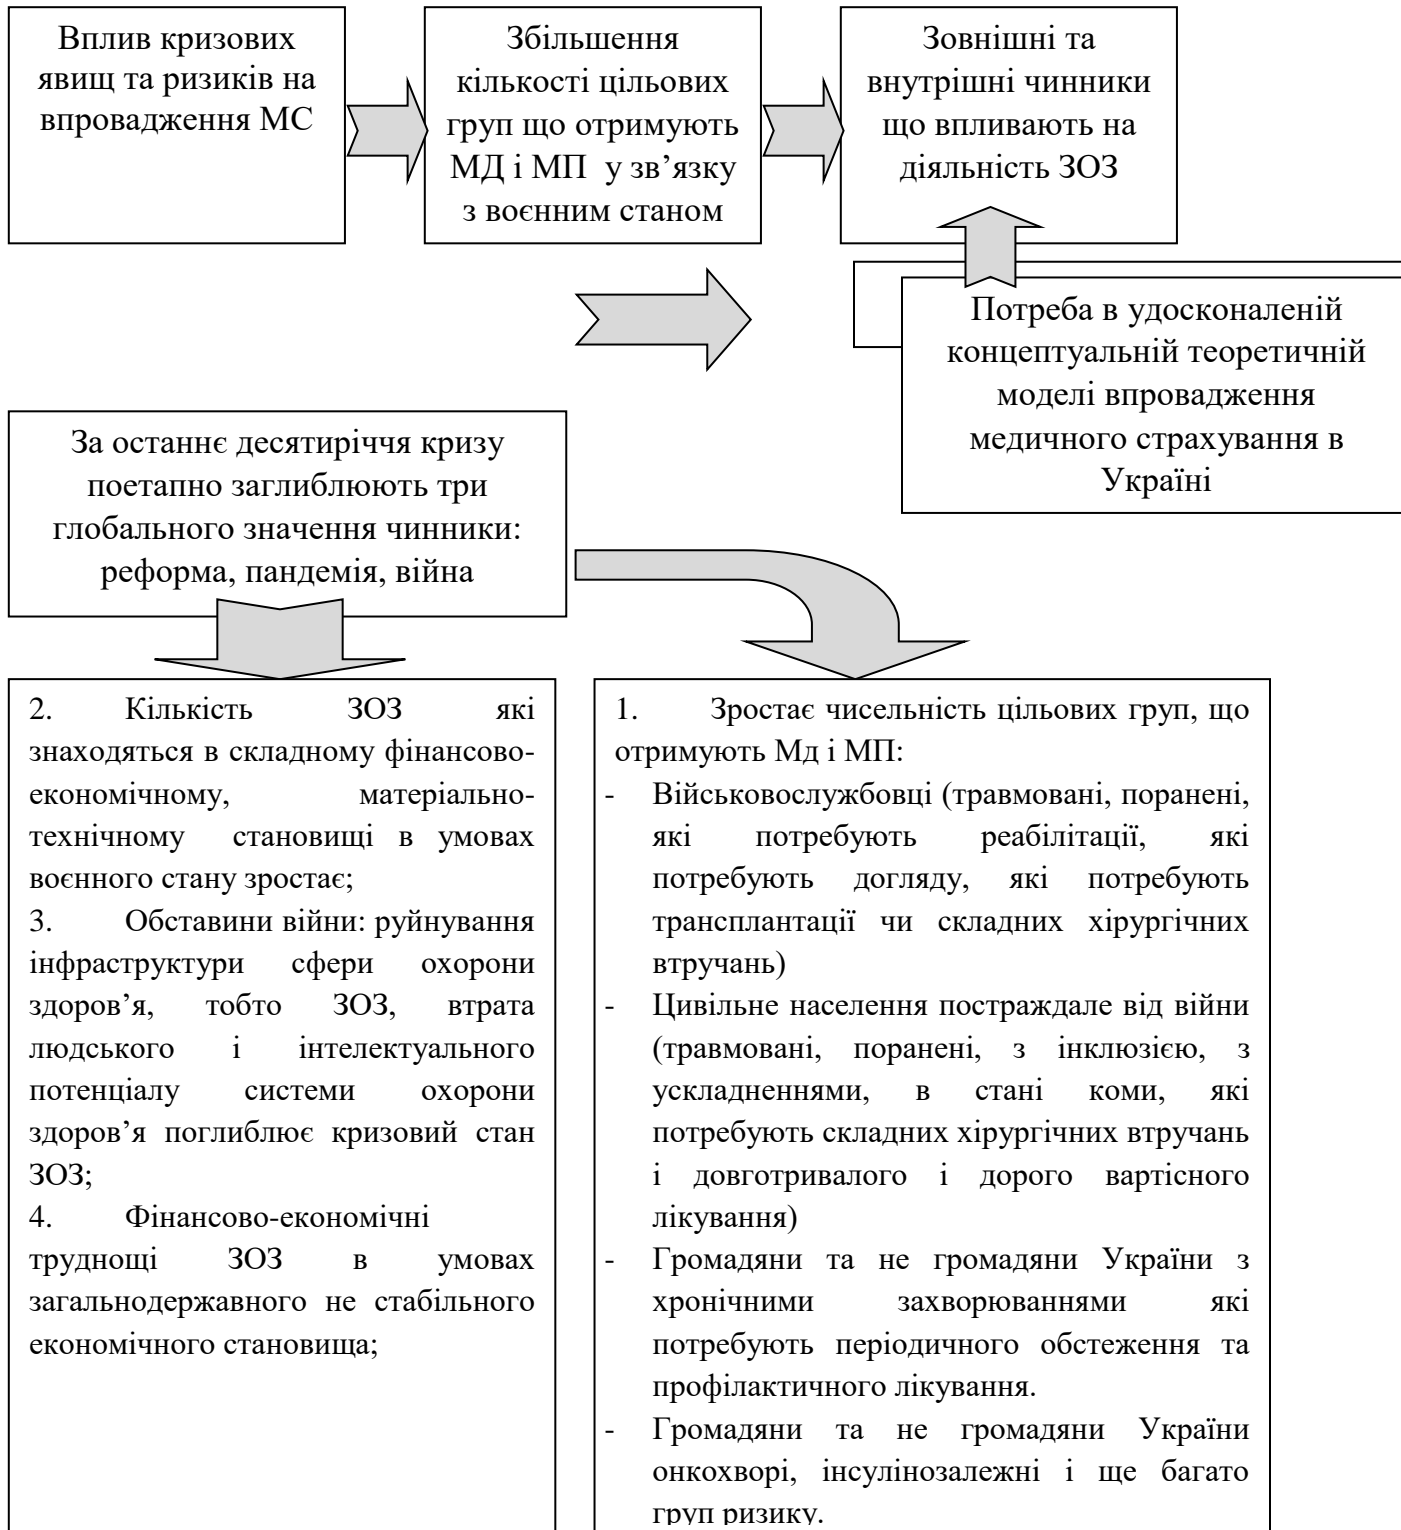 Вплив кризових
явищ та ризиків на
впровадження МС
Збільшення
кількості цільових
груп що отримують
МД і МП у зв’язку
з воєнним станом
Зовнішні та
внутрішні чинники
що впливають на
діяльність ЗОЗ
Потреба в удосконаленій
концептуальній теоретичній
моделі впровадження
медичного страхування в
Україні
За останнє десятиріччя кризу
поетапно заглиблюють три
глобального значення чинники:
реформа, пандемія, війна
2. Кількість ЗОЗ які
знаходяться в складному фінансово-
економічному, матеріально-
технічному становищі в умовах
воєнного стану зростає;
3. Обставини війни: руйнування
інфраструктури сфери охорони
здоров’я, тобто ЗОЗ, втрата
людського і інтелектуального
потенціалу системи охорони
здоров’я поглиблює кризовий стан
ЗОЗ;
4. Фінансово-економічні
труднощі ЗОЗ в умовах
загальнодержавного не стабільного
економічного становища;
1. Зростає чисельність цільових груп, що
отримують Мд і МП:
- Військовослужбовці (травмовані, поранені,
які потребують реабілітації, які
потребують догляду, які потребують
трансплантації чи складних хірургічних
втручань)
- Цивільне населення постраждале від війни
(травмовані, поранені, з інклюзією, з
ускладненнями, в стані коми, які
потребують складних хірургічних втручань
і довготривалого і дорого вартісного
лікування)
- Громадяни та не громадяни України з
хронічними захворюваннями які
потребують періодичного обстеження та
профілактичного лікування.
- Громадяни та не громадяни України
онкохворі, інсулінозалежні і ще багато
груп ризику.